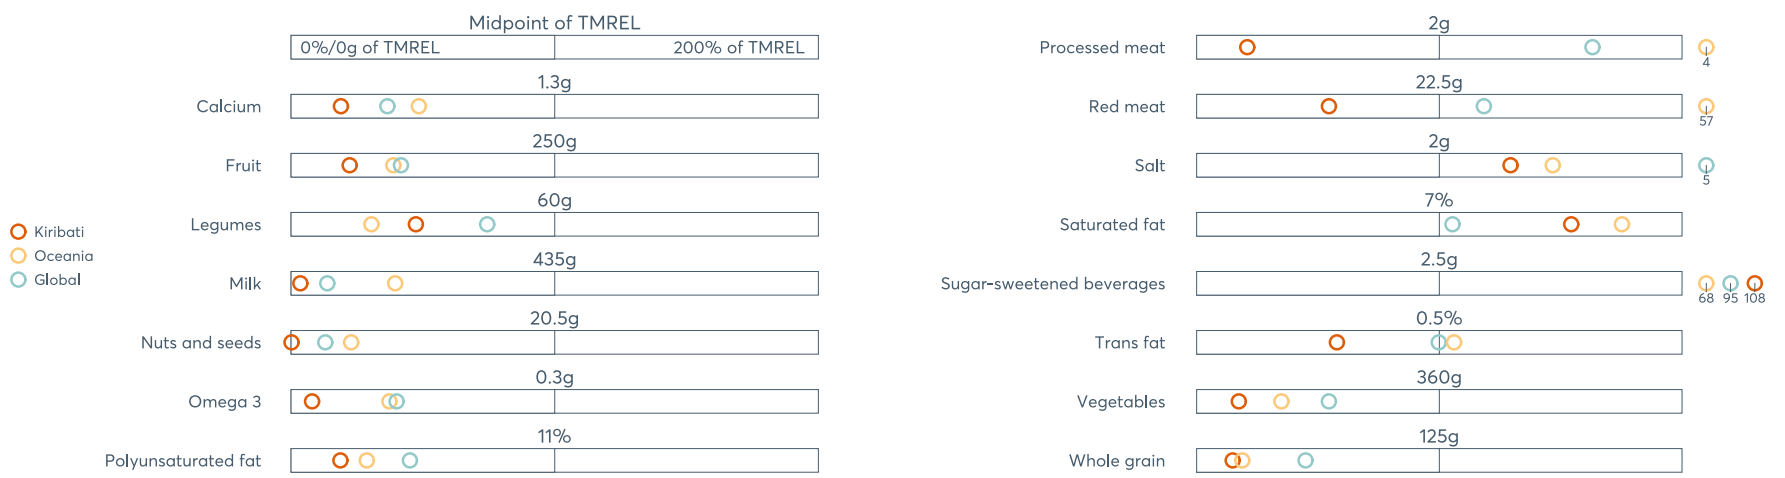 Midpoint of TMREL
0%/0g of TMREL
200% of TMREL
1.3g
Calcium
250g
Fruit
60g
Legumes
Kiribati
Oceania
Global
435g
Milk
20.5g
Nuts and seeds
0.3g
Omega 3
11%
Polyunsaturated fat
2g
Processed meat
4
22.5g
Red meat
57
2g
Salt
5
7%
Saturated fat
2.5g
Sugar-sweetened beverages
68 95 108
0.5%
Trans fat
360g
Vegetables
125g
Whole grain